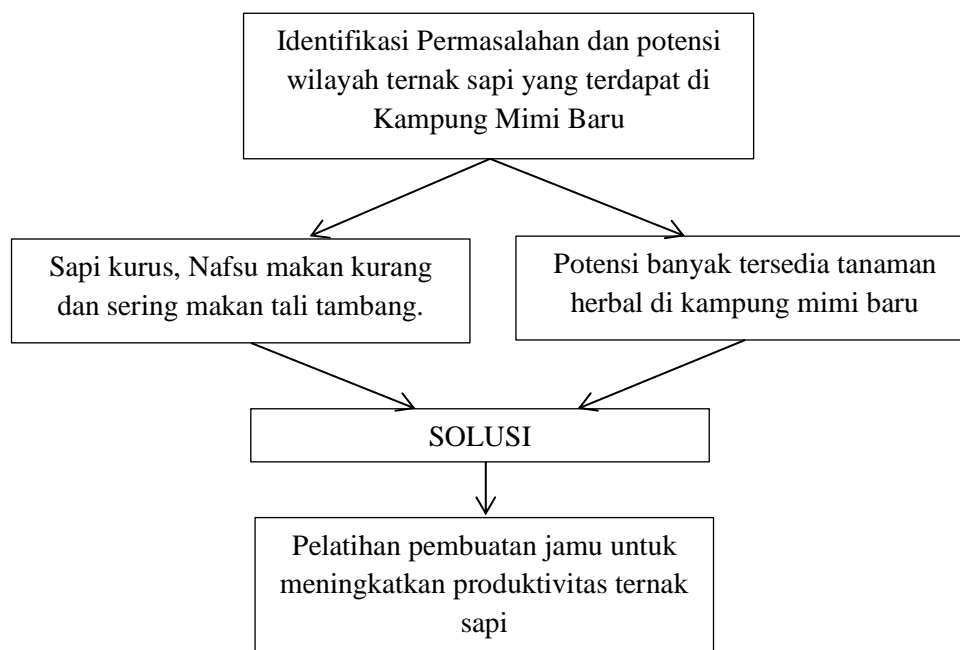 Identifikasi Permasalahan dan potensi
wilayah ternak sapi yang terdapat di
Kampung Mimi Baru
Sapi kurus, Nafsu makan kurang
dan sering makan tali tambang.
Potensi banyak tersedia tanaman
herbal di kampung mimi baru
SOLUSI
Pelatihan pembuatan jamu untuk
meningkatkan produktivitas ternak
sapi